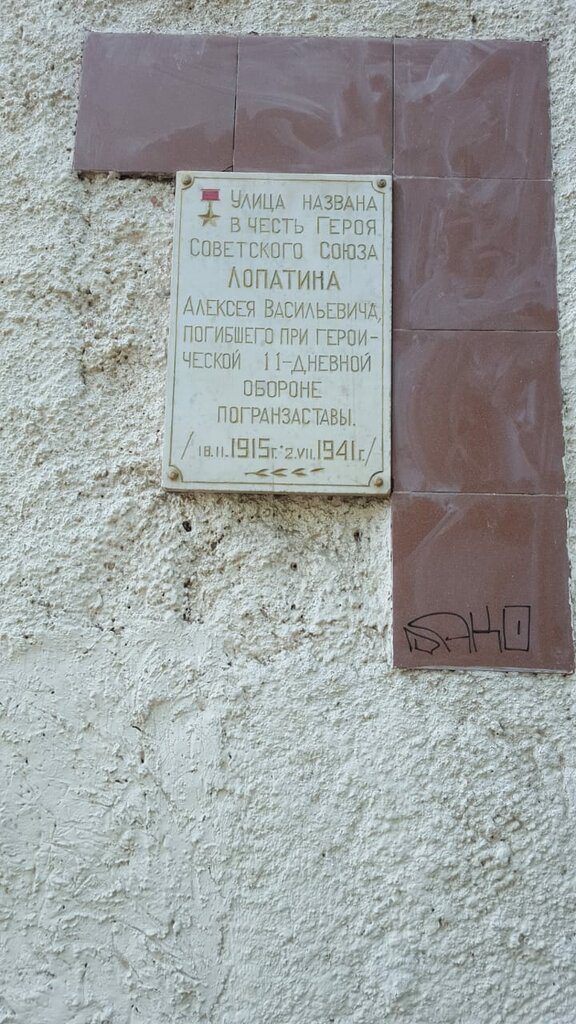 Улица названа
в честь Героя
Советского Союза
Лопатина
Алексея Васильевича,
погибшего при герои-
ческой 11-дневной
обороне
погранзаставы.
/18.II.1915г.*2.VII.1941г./